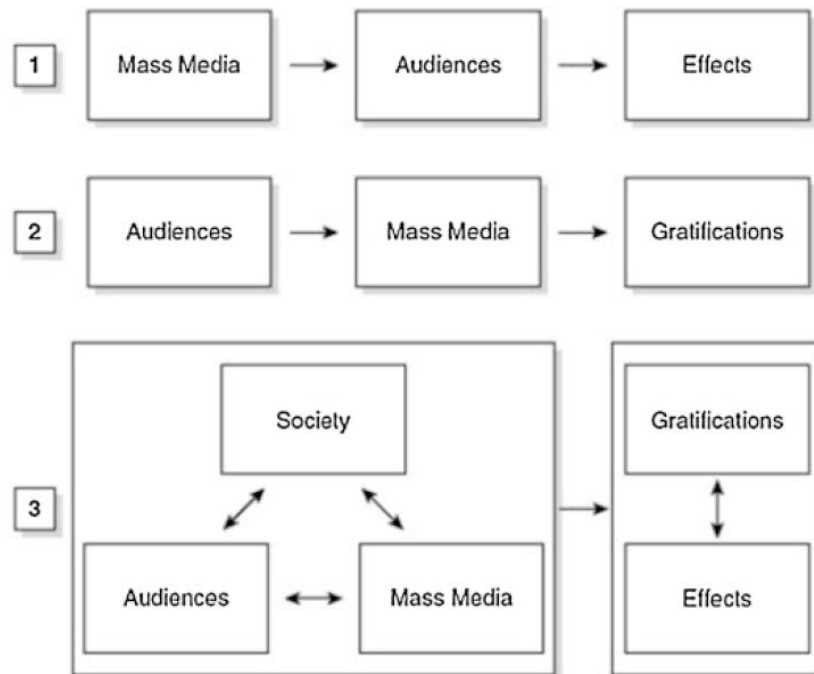 1
Mass Media
Audiences
Effects
2
Audiences
Mass Media
Gratifications
3
Society
Gratifications
Audiences
Mass Media
Effects